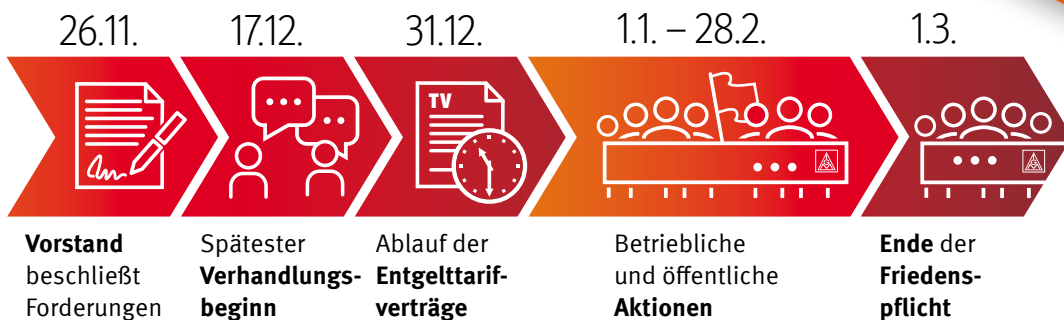 26.11.
17.12.
31.12.
1.1. – 28.2.
1.3.
TV
Vorstand
beschließt
Forderungen
Spätester
Verhandlungs-
beginn
Ablauf der
Entgelttarif-
verträge
Betriebliche
und öffentliche
Aktionen
Ende der
Friedens-
pflicht